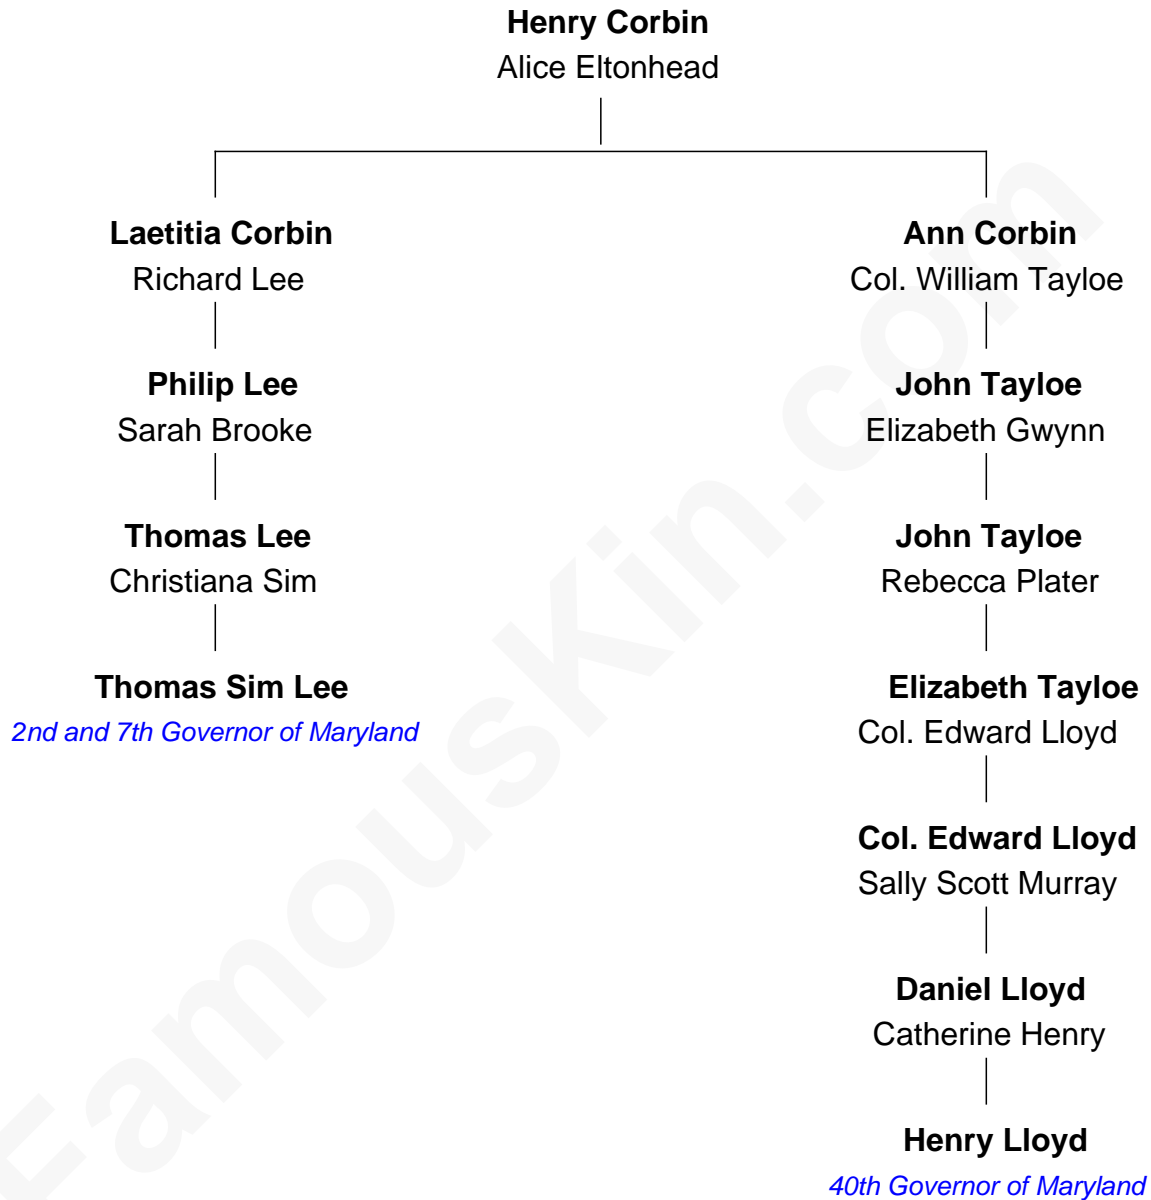 Henry Corbin
Alice Eltonhead
Laetitia Corbin
Richard Lee
Ann Corbin
Col. William Tayloe
Philip Lee
Sarah Brooke
John Tayloe
Elizabeth Gwynn
Thomas Lee
Christiana Sim
John Tayloe
Rebecca Plater
Thomas Sim Lee
2nd and 7th Governor of Maryland
Elizabeth Tayloe
Col. Edward Lloyd
Col. Edward Lloyd
Sally Scott Murray
Daniel Lloyd
Catherine Henry
Henry Lloyd
40th Governor of Maryland
FamousKin.com